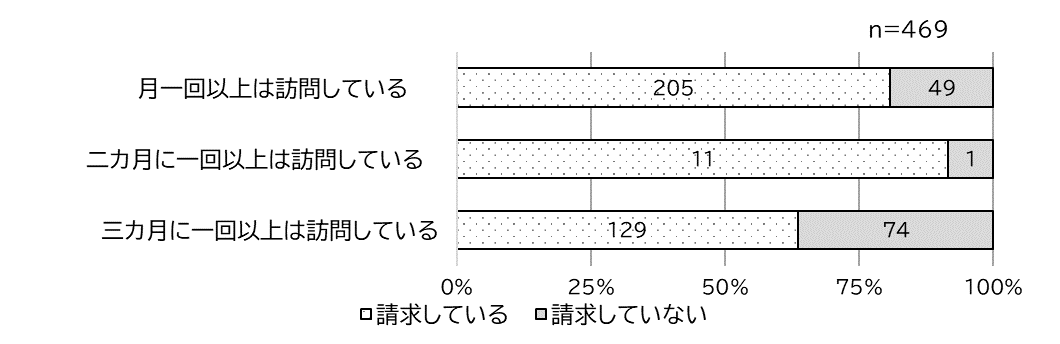 n=469
月一回以上は訪問している
205
49
二カ月に一回以上は訪問している
11
1
三カ月に一回以上は訪問している
129
74
0% 25% 50% 75% 100%
請求している 請求していない